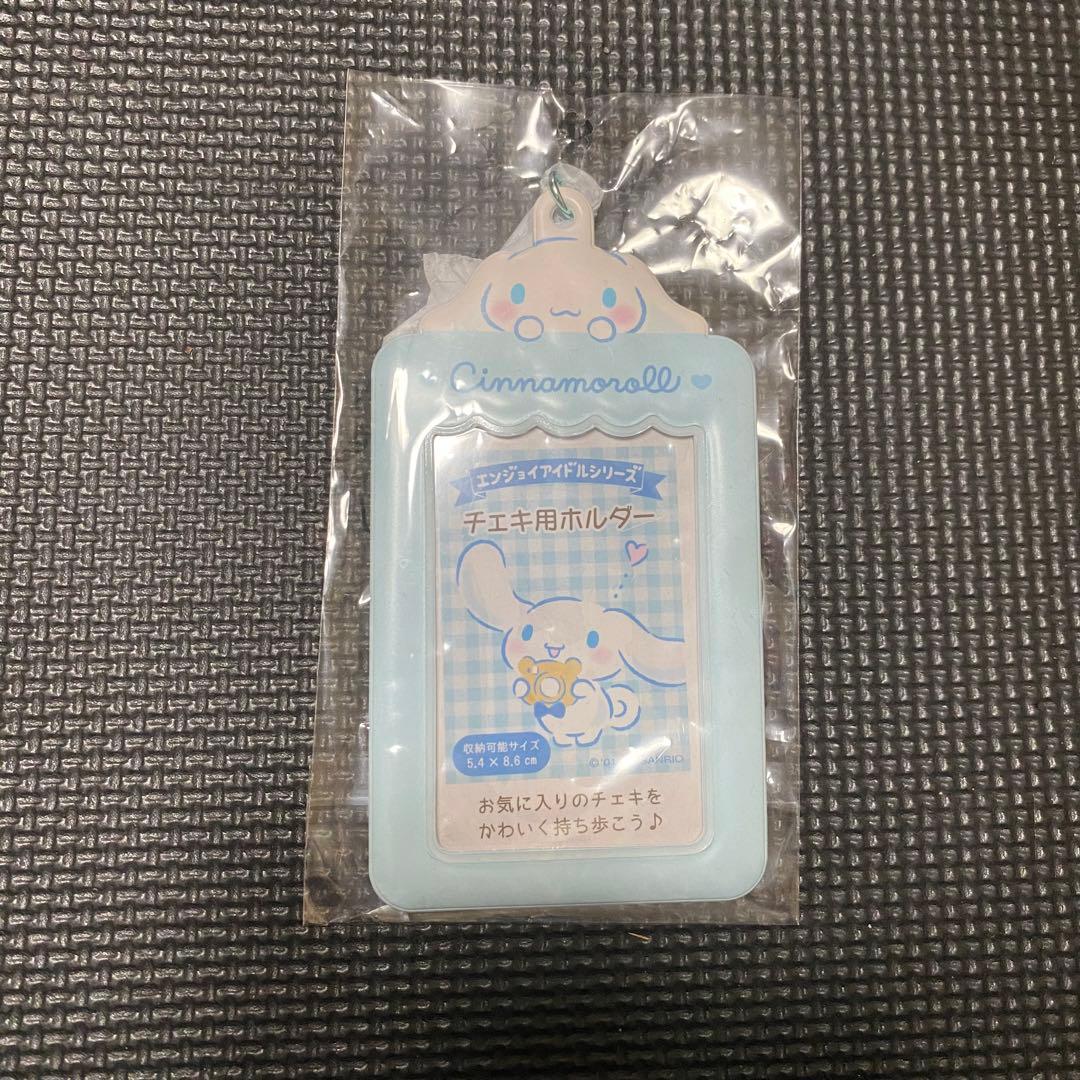 Cinnamoroll
エンジョイアイドルシリーズ
チェキ用ホルダー
収納可能サイズ
5.4 × 8.6 cm
©'01 SANRIO
お気に入りのチェキを
かわいく持ち歩こう♪